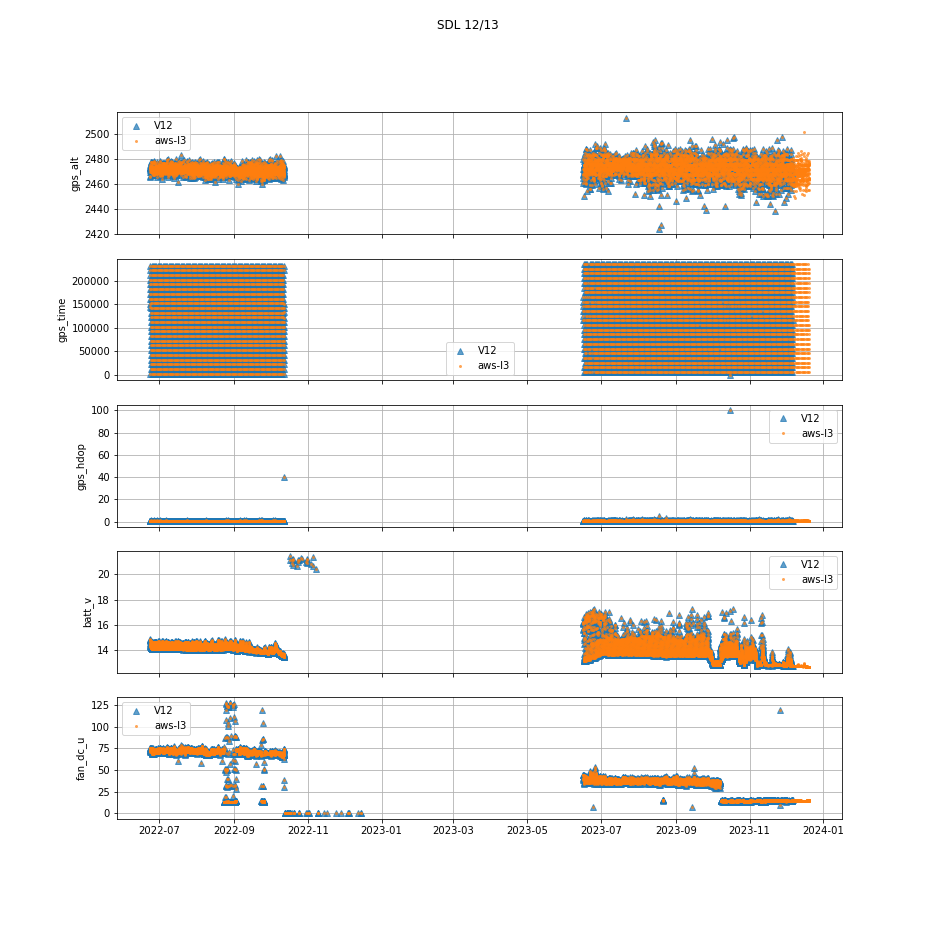 SDL 12/13
2500
2480
2460
2440
2420
gps_alt
V12
aws-l3
200000
150000
100000
50000
0
gps_time
V12
aws-l3
100
80
60
40
20
0
gps_hdop
V12
aws-l3
20
18
16
14
batt_v
V12
aws-l3
125
100
75
50
25
0
fan_dc_u
V12
aws-l3
2022-07 2022-09 2022-11 2023-01 2023-03 2023-05 2023-07 2023-09 2023-11 2024-01